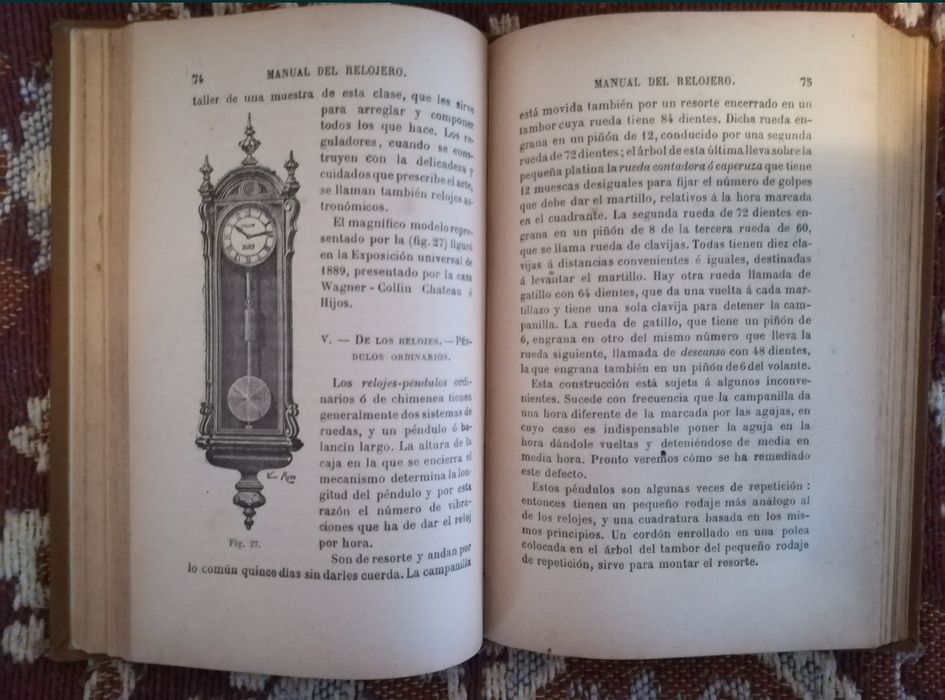 74
MANUAL DEL RELOJERO.
taller de una muestra de esta clase, que les sirve
para arreglar y componer
todos los que hace. Los re-
guladores, cuando se cons-
truyen con la delicadeza y
cuidados que prescribe el arte,
se llaman también relojes as-
tronómicos.
El magnífico modelo repre-
sentado por la (fig. 27) figuró
en la Exposición universal de
1889, presentado por la casa
Wagner-Collin Chateau é
Hijos.
V. — DE LOS RELOJES. — PÉN-
DULOS ORDINARIOS.
Los relojes-péndulos ordi-
narios ó de chimenea tienen
generalmente dos sistemas de
ruedas, y un péndulo ó ba-
lancín largo. La altura de la
caja en la que se encierra el
mecanismo determina la lon-
gitud del péndulo y por esta
razón el número de vibra-
ciones que ha de dar el reloj
por hora.
Son de resorte y andan por
lo común quince dias sin darles cuerda. La campanilla
Fig. 27.
MANUAL DEL RELOJERO.
75
está movida también por un resorte encerrado en un
tambor cuya rueda tiene 84 dientes. Dicha rueda en-
grana en un piñón de 12, conducido por una segunda
rueda de 72 dientes; el árbol de esta última lleva sobre la
pequeña platina la rueda contadora ó caperuza que tiene
12 muescas desiguales para fijar el número de golpes
que debe dar el martillo, relativos á la hora marcada
en el cuadrante. La segunda rueda de 72 dientes en-
grana en un piñón de 8 de la tercera rueda de 60,
que se llama rueda de clavijas. Todas tienen diez cla-
vijas á distancias convenientes é iguales, destinadas
á levantar el martillo. Hay otra rueda llamada de
gatillo con 64 dientes, que da una vuelta á cada mar-
tillazo y tiene una sola clavija para detener la cam-
panilla. La rueda de gatillo, que tiene un piñón de
6, engrana en otro del mismo número que lleva la
rueda siguiente, llamada de descanso con 48 dientes,
la que engrana también en un piñón de 6 del volante.
Esta construcción está sujeta á algunos inconve-
nientes. Sucede con frecuencia que la campanilla da
una hora diferente de la marcada por las agujas, en
cuyo caso es indispensable poner la aguja en la
hora dándole vueltas y deteniéndose de media en
media hora. Pronto veremos cómo se ha remediado
este defecto.
Estos péndulos son algunas veces de repetición :
entonces tienen un pequeño rodaje más análogo al
de los relojes, y una cuadratura basada en los mis-
mos principios. Un cordón enrollado en una polea
colocada en el árbol del tambor del pequeño rodaje
de repetición, sirve para montar el resorte.